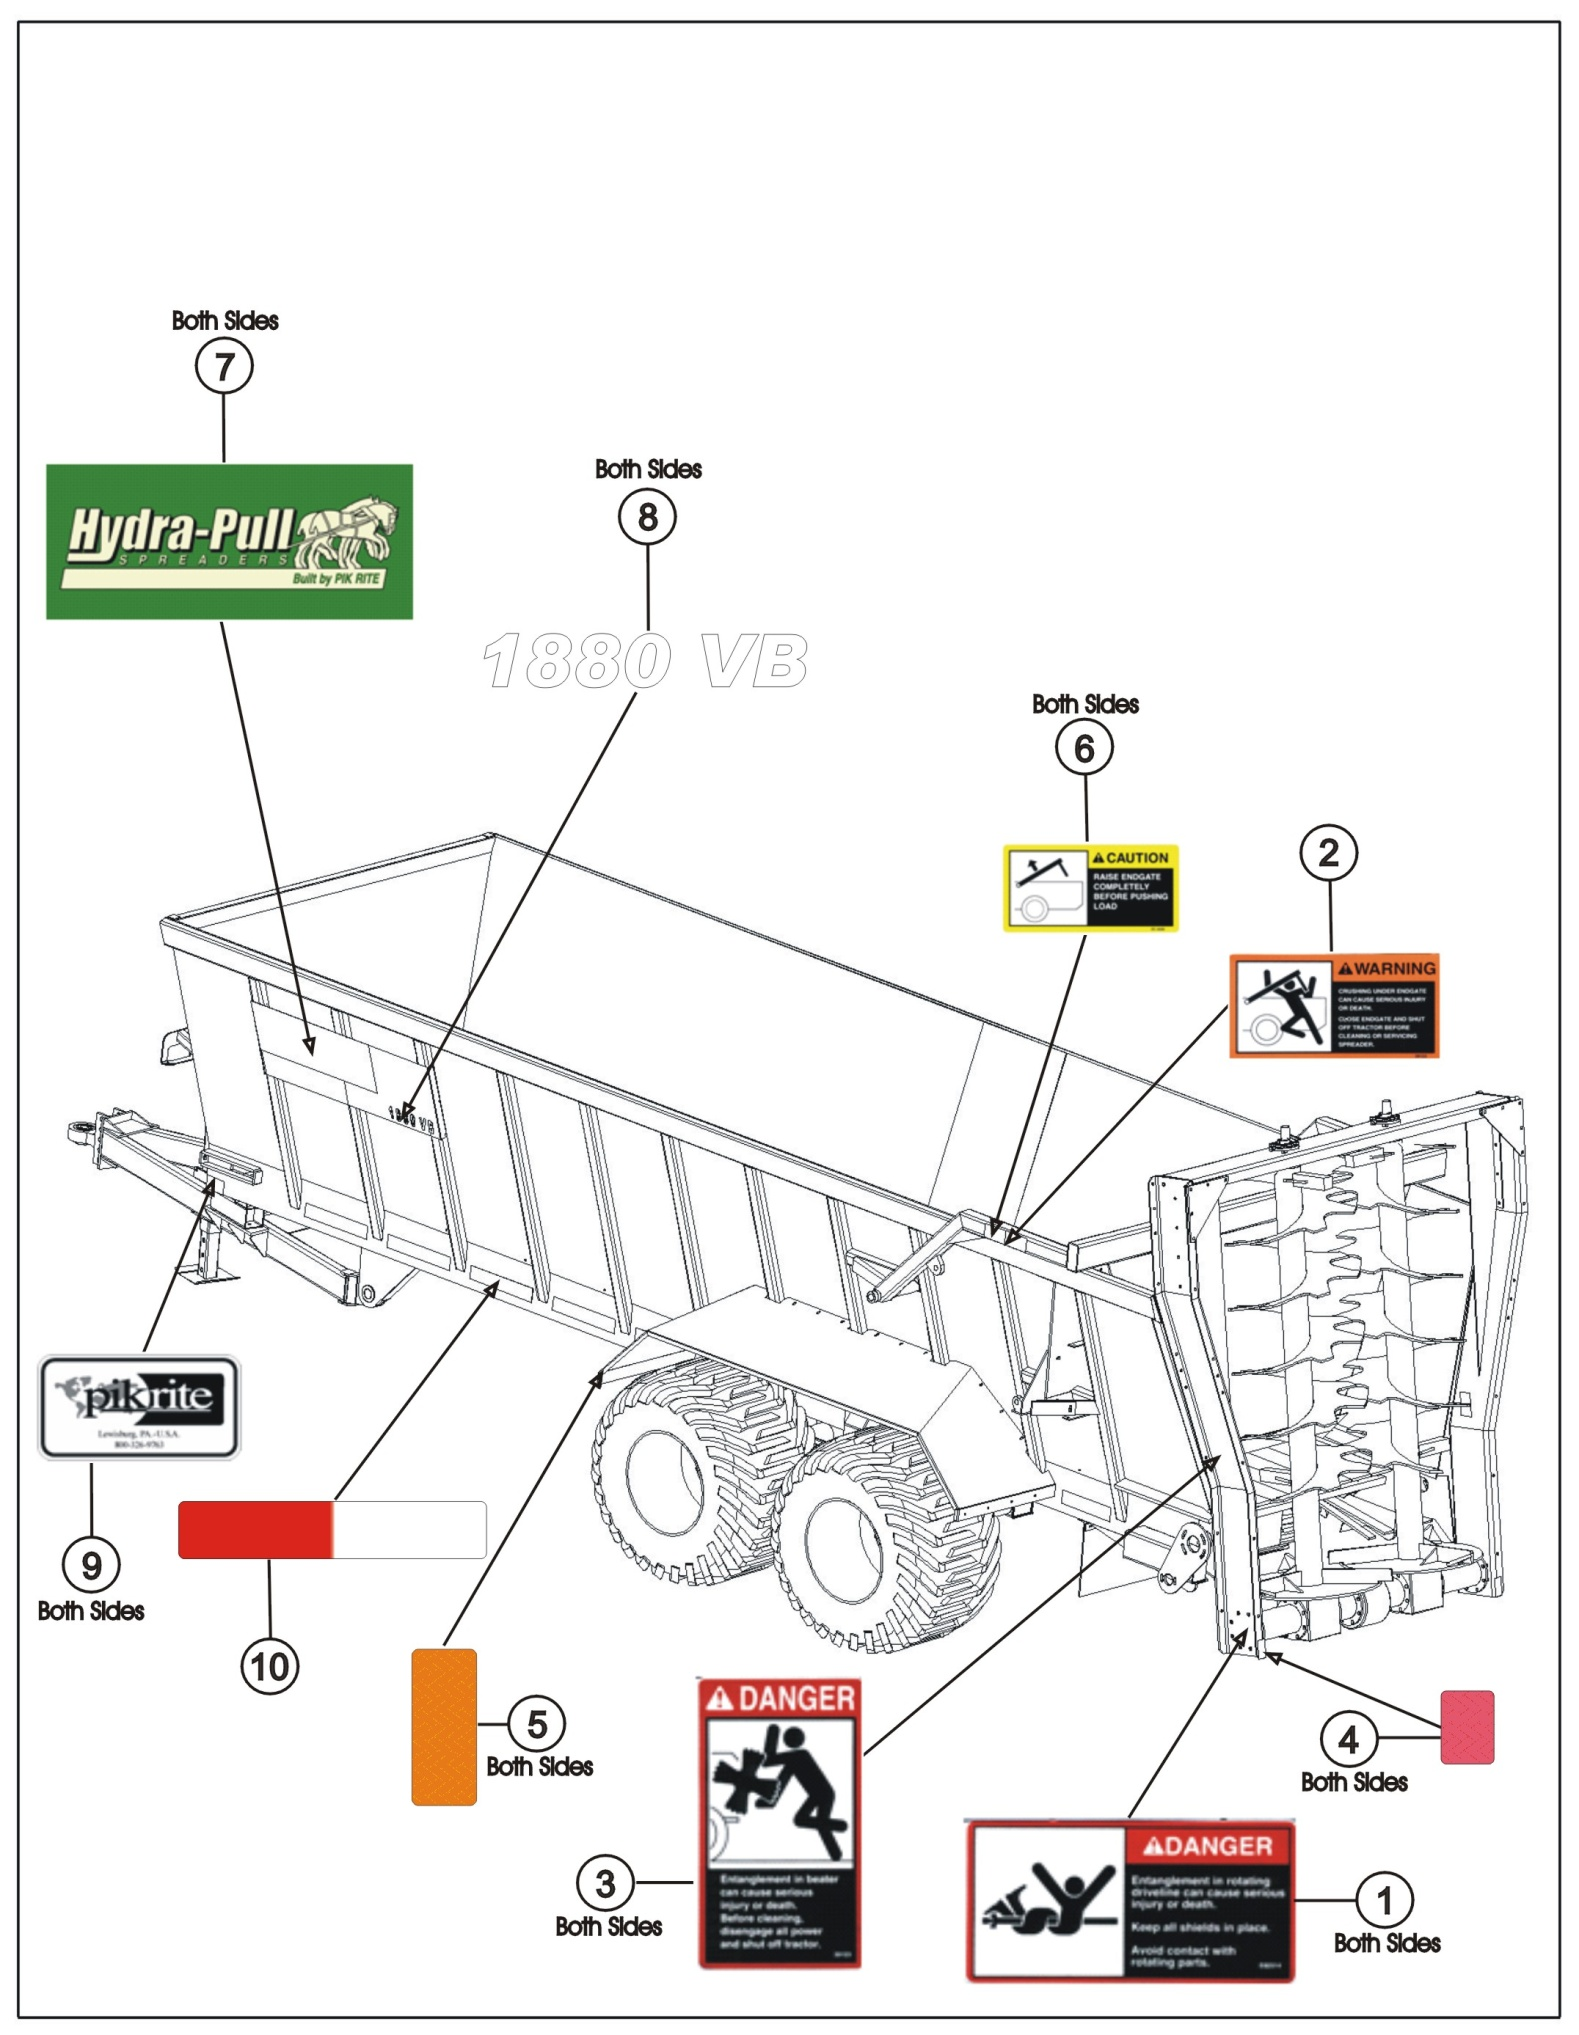 Both Sides
7
Hydra-Pull
SPREADERS
Built by PIK RITE
Both Sides
8
1880 VB
Both Sides
6
CAUTION
RAISE ENDGATE
COMPLETELY
BEFORE PUSHING
LOAD
2
WARNING
CRUSHING UNDER ENDGATE
CAN CAUSE SERIOUS INJURY
OR DEATH.
CLOSE ENDGATE AND SHUT
OFF TRACTOR BEFORE
CLEANING OR SERVICING
SPREADER.
1880 VB
pikrite
Lewisburg, PA.-U.S.A.
800-326-9763
9
Both Sides
10
5
Both Sides
DANGER
Entanglement in beater
can cause serious
injury or death.
Before cleaning,
disengage all power
and shut off tractor.
3
Both Sides
4
Both Sides
DANGER
Entanglement in rotating
driveline can cause serious
injury or death.
Keep all shields in place.
Avoid contact with
rotating parts.
1
Both Sides